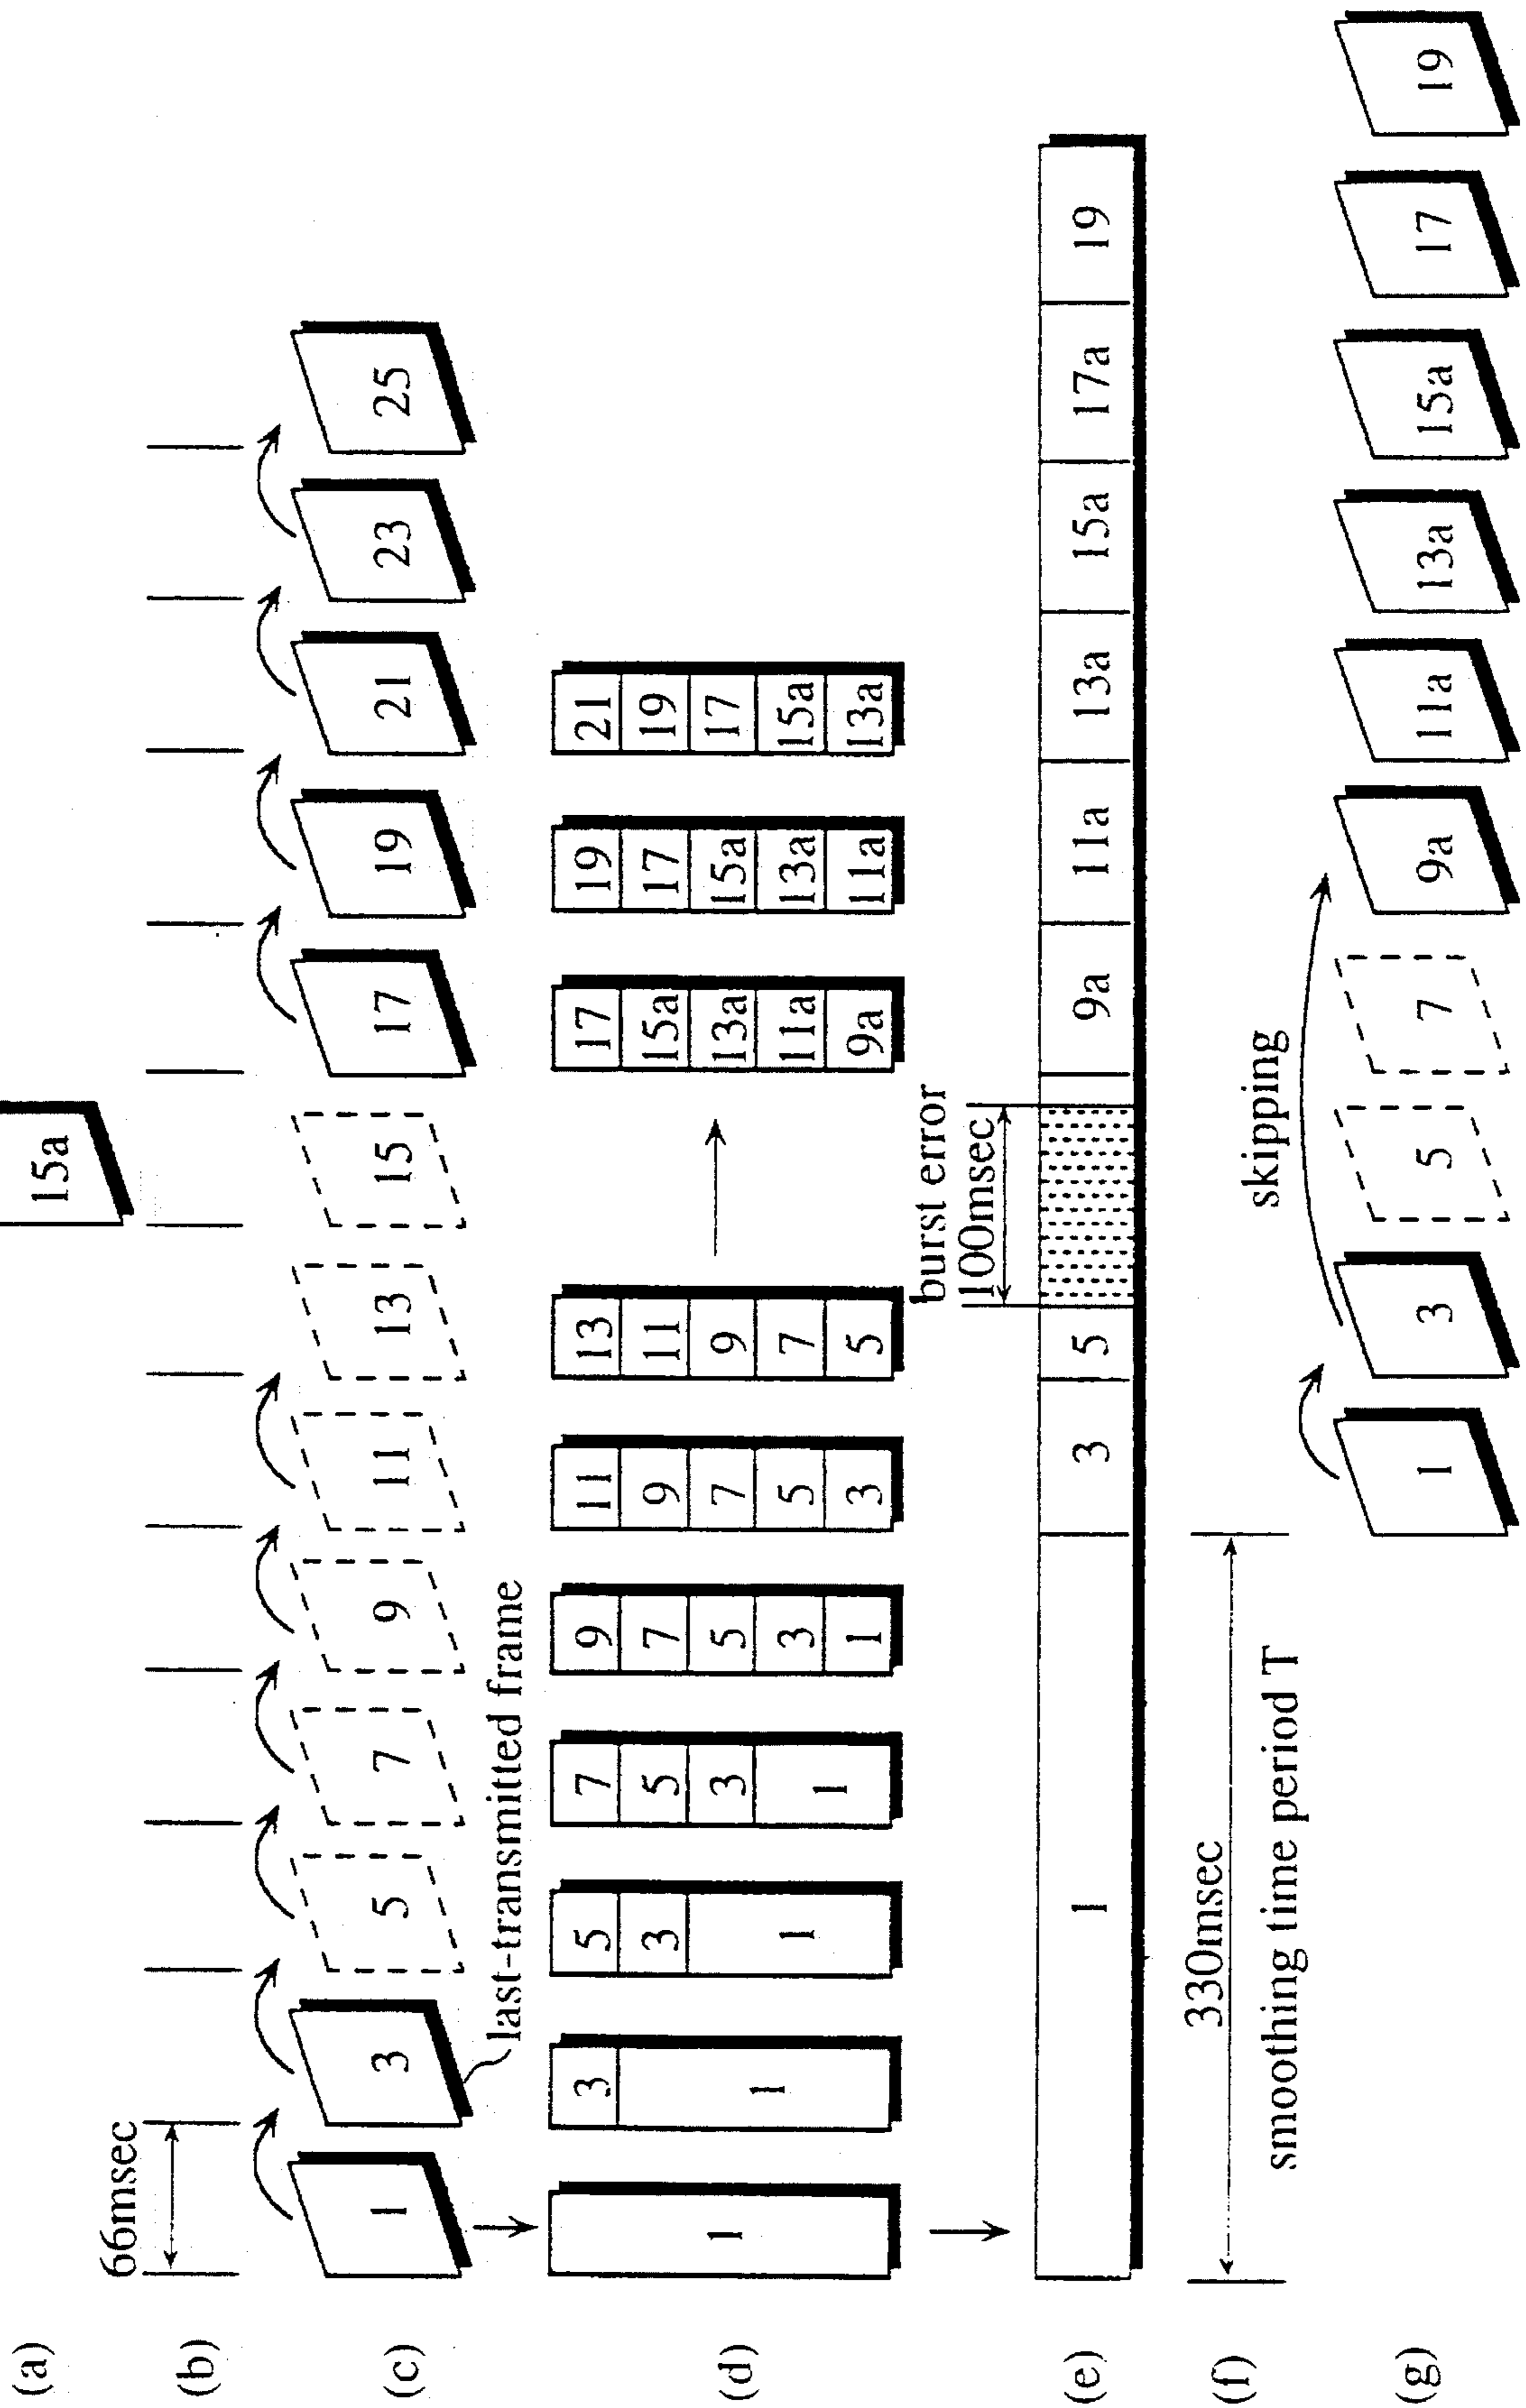 (a)
15a
(b)
66msec
(c)
1
3
5
7
9
11
13
15
17
19
21
23
25
last-transmitted frame
(d)
1
3
1
5
3
1
7
5
3
1
9
7
5
3
1
11
9
7
5
3
13
11
9
7
5
17
15a
13a
11a
9a
19
17
15a
13a
11a
21
19
17
15a
13a
burst error
100msec
(e)
1
3
5
9a
11a
13a
15a
17a
19
(f)
330msec
smoothing time period T
skipping
(g)
1
3
5
7
9a
11a
13a
15a
17
19